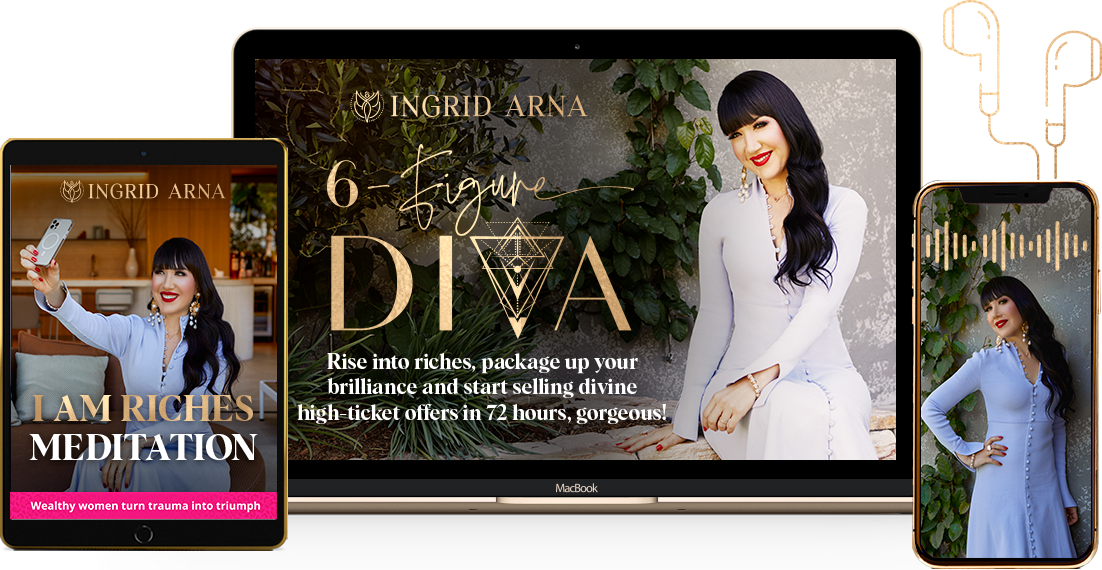 INGRID ARNA
6-Figure
DIVA
Rise into riches, package up your
brilliance and start selling divine
high-ticket offers in 72 hours, gorgeous!
MacBook
INGRID ARNA
I AM RICHES
MEDITATION
Wealthy women turn trauma into triumph